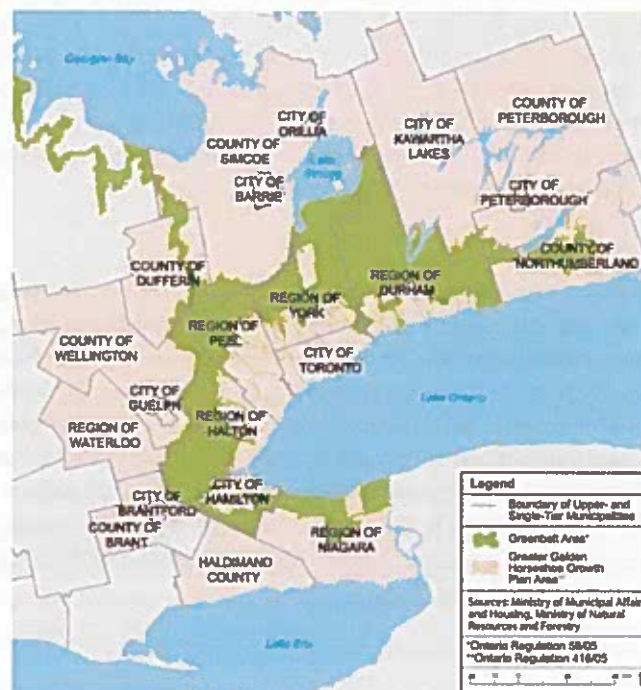 Georgian Bay
CITY OF
ORILLIA
COUNTY OF
SIMCOE
CITY OF
BARRIE
Lake
Simcoe
CITY OF
KAWARTHA
LAKES
COUNTY OF
PETERBOROUGH
CITY OF
PETERBOROUGH
COUNTY OF
NORTHUMBERLAND
COUNTY OF
DUFFERIN
REGION OF
DURHAM
REGION OF
YORK
REGION OF
PEEL
COUNTY OF
WELLINGTON
CITY OF
TORONTO
CITY OF
GUELPH
Lake Ontario
REGION OF
HALTON
REGION OF
WATERLOO
CITY OF
HAMILTON
CITY OF
BRANTFORD
COUNTY OF
BRANT
REGION OF
NIAGARA
HALDIMAND
COUNTY
Lake Erie
Legend
Boundary of Upper- and
Single-Tier Municipalities
Greenbelt Area*
Greater Golden
Horseshoe Growth
Plan Area**
Sources: Ministry of Municipal Affairs
and Housing, Ministry of Natural
Resources and Forestry
*Ontario Regulation 59/05
**Ontario Regulation 416/05